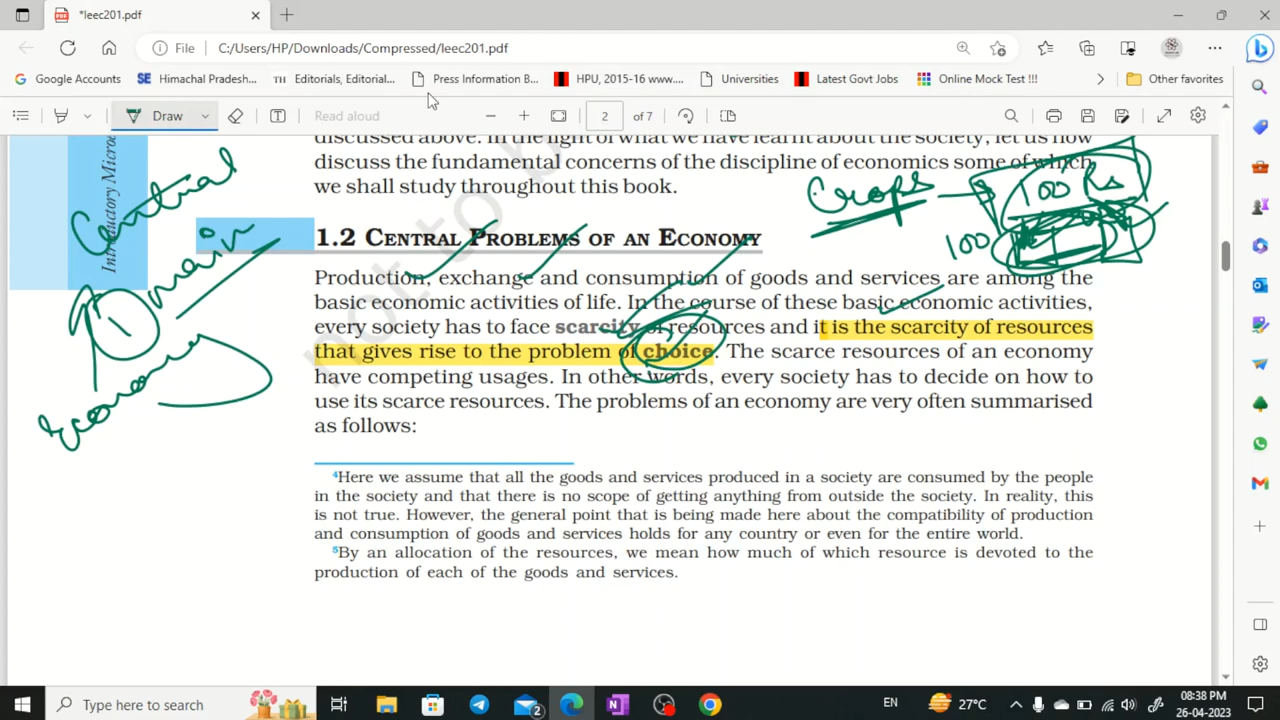 *leec201.pdf
File C:/Users/HP/Downloads/Compressed/leec201.pdf
Google Accounts SE Himachal Pradesh... TH Editorials, Editorial... Press Information B... HPU, 2015-16 www.... Universities Latest Govt Jobs Online Mock Test !!! Other favorites
Draw Read aloud 2 of 7
discussed above. In the light of what we have learnt about the society, let us now
discuss the fundamental concerns of the discipline of economics some of which
we shall study throughout this book.
Introductory Micro
Central
main
1
Economy
Crops
100 Rs
100
1.2 CENTRAL PROBLEMS OF AN ECONOMY
Production, exchange and consumption of goods and services are among the
basic economic activities of life. In the course of these basic economic activities,
every society has to face scarcity of resources and it is the scarcity of resources
that gives rise to the problem of choice. The scarce resources of an economy
have competing usages. In other words, every society has to decide on how to
use its scarce resources. The problems of an economy are very often summarised
as follows:
4Here we assume that all the goods and services produced in a society are consumed by the people
in the society and that there is no scope of getting anything from outside the society. In reality, this
is not true. However, the general point that is being made here about the compatibility of production
and consumption of goods and services holds for any country or even for the entire world.
5By an allocation of the resources, we mean how much of which resource is devoted to the
production of each of the goods and services.
not to b
Type here to search
2
EN 27°C 08:38 PM
26-04-2023